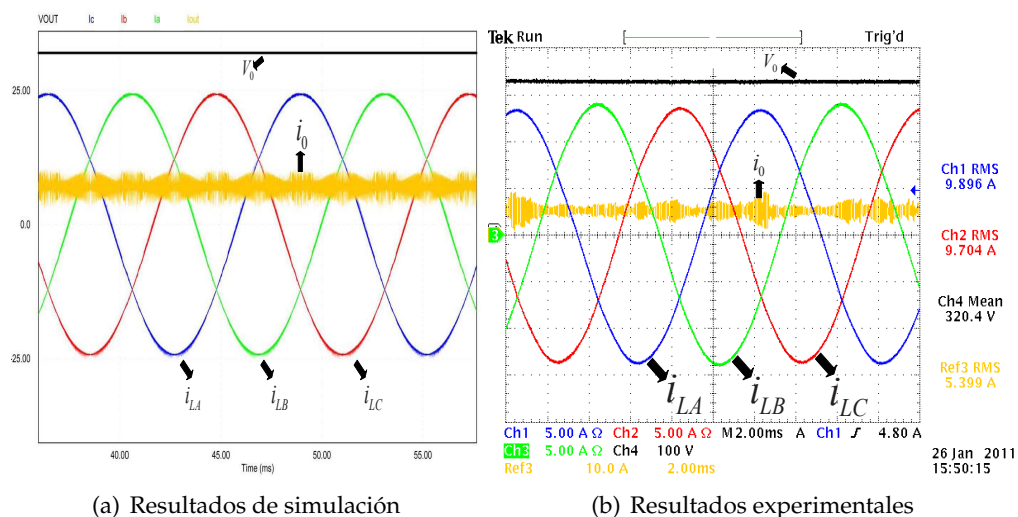 VOUT Ic Ib Ia Iout
V0
25.00
i0
0.0
-25.00
iLA iLB iLC
40.00 45.00 50.00 55.00
Time (ms)
(a) Resultados de simulación
Tek Run Trig'd
V0
i0
3
iLA iLB iLC
Ch1 RMS
9.896 A
Ch2 RMS
9.704 A
Ch4 Mean
320.4 V
Ref3 RMS
5.399 A
Ch1 5.00 A Ω Ch2 5.00 A Ω M 2.00ms A Ch1 ƒ 4.80 A
Ch3 5.00 A Ω Ch4 100 V
Ref3 10.0 A 2.00ms
26 Jan 2011
15:50:15
(b) Resultados experimentales